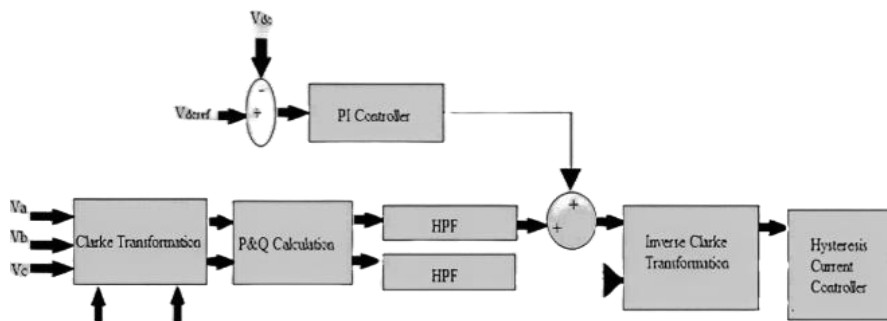 Vdc
-
Vdcref
+
PI Controller
Va
Vb
Vc
Clarke Transformation
P&Q Calculation
HPF
HPF
+
+
Inverse Clarke
Transformation
Hysteresis
Current
Controller